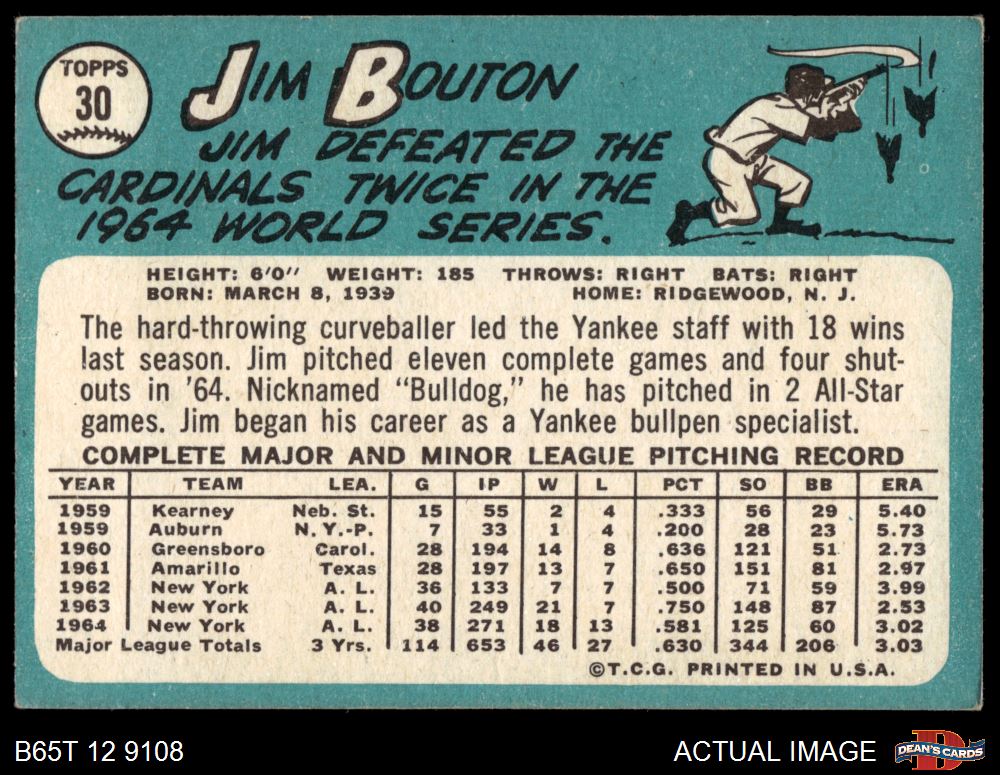 TOPPS
30
JIM BOUTON
JIM DEFEATED THE
CARDINALS TWICE IN THE
1964 WORLD SERIES.
HEIGHT: 6'0" WEIGHT: 185 THROWS: RIGHT BATS: RIGHT
BORN: MARCH 8, 1939 HOME: RIDGEWOOD, N. J.
The hard-throwing curveballer led the Yankee staff with 18 wins
last season. Jim pitched eleven complete games and four shut-
outs in '64. Nicknamed “Bulldog,” he has pitched in 2 All-Star
games. Jim began his career as a Yankee bullpen specialist.
COMPLETE MAJOR AND MINOR LEAGUE PITCHING RECORD
YEAR TEAM LEA. G IP W L PCT SO BB ERA
1959 Kearney Neb. St. 15 55 2 4 .333 56 29 5.40
1959 Auburn N.Y.-P. 7 33 1 4 .200 28 23 5.73
1960 Greensboro Carol. 28 194 14 8 .636 121 51 2.73
1961 Amarillo Texas 28 197 13 7 .650 151 81 2.97
1962 New York A. L. 36 133 7 7 .500 71 59 3.99
1963 New York A. L. 40 249 21 7 .750 148 87 2.53
1964 New York A. L. 38 271 18 13 .581 125 60 3.02
Major League Totals 3 Yrs. 114 653 46 27 .630 344 206 3.03
©T.C.G. PRINTED IN U.S.A.
B65T 12 9108 ACTUAL IMAGE DEAN'S CARDS